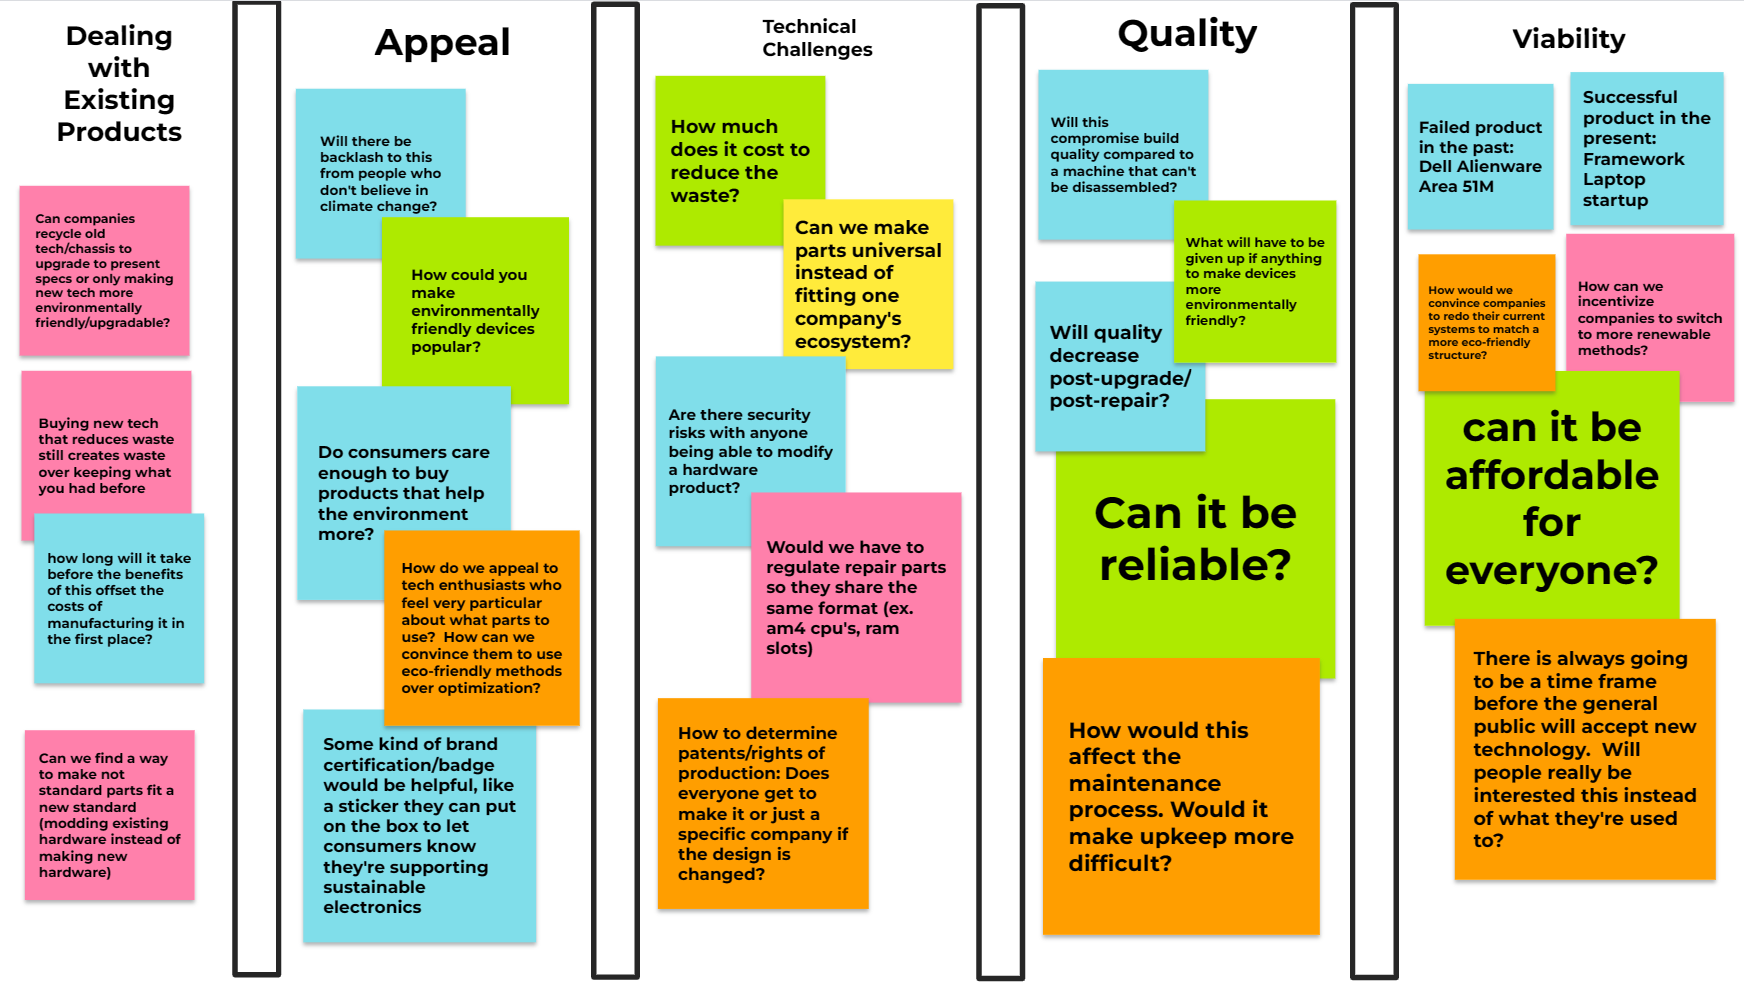 Dealing
with
Existing
Products
Can companies
recycle old
tech/chassis to
upgrade to present
specs or only making
new tech more
environmentally
friendly/upgradable?
Buying new tech
that reduces waste
still creates waste
over keeping what
you had before
how long will it take
before the benefits
of this offset the
costs of
manufacturing it in
the first place?
Can we find a way
to make not
standard parts fit a
new standard
(modding existing
hardware instead of
making new
hardware)
Appeal
Will there be
backlash to this
from people who
don't believe in
climate change?
How could you
make
environmentally
friendly devices
popular?
Do consumers care
enough to buy
products that help
the environment
more?
How do we appeal to
tech enthusiasts who
feel very particular
about what parts to
use?  How can we
convince them to use
eco-friendly methods
over optimization?
Some kind of brand
certification/badge
would be helpful, like
a sticker they can put
on the box to let
consumers know
they're supporting
sustainable
electronics
Technical
Challenges
How much
does it cost to
reduce the
waste?
Can we make
parts universal
instead of
fitting one
company's
ecosystem?
Are there security
risks with anyone
being able to modify
a hardware
product?
Would we have to
regulate repair parts
so they share the
same format (ex.
am4 cpu's, ram
slots)
How to determine
patents/rights of
production: Does
everyone get to
make it or just a
specific company if
the design is
changed?
Quality
Will this
compromise build
quality compared to
a machine that can't
be disassembled?
What will have to be
given up if anything
to make devices
more
environmentally
friendly?
Will quality
decrease
post-upgrade/
post-repair?
Can it be
reliable?
How would this
affect the
maintenance
process. Would it
make upkeep more
difficult?
Viability
Failed product
in the past:
Dell Alienware
Area 51M
Successful
product in the
present:
Framework
Laptop
startup
How would we
convince companies
to redo their current
systems to match a
more eco-friendly
structure?
How can we
incentivize
companies to switch
to more renewable
methods?
can it be
affordable
for
everyone?
There is always going
to be a time frame
before the general
public will accept new
technology.  Will
people really be
interested this instead
of what they're used
to?